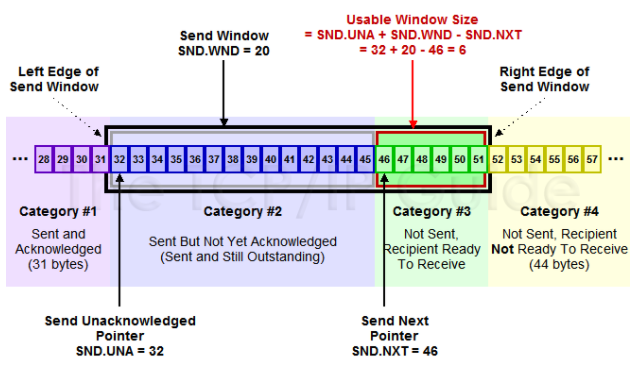 Usable Window Size
= SND.UNA + SND.WND - SND.NXT
= 32 + 20 - 46 = 6
Send Window
SND.WND = 20
Left Edge of
Send Window
Right Edge of
Send Window
... 28 29 30 31 32 33 34 35 36 37 38 39 40 41 42 43 44 45 46 47 48 49 50 51 52 53 54 55 56 57 ...
The TCP/IP Guide
Category #1
Sent and
Acknowledged
(31 bytes)
Category #2
Sent But Not Yet Acknowledged
(Sent and Still Outstanding)
Category #3
Not Sent,
Recipient Ready
To Receive
Category #4
Not Sent, Recipient
Not Ready To Receive
(44 bytes)
Send Unacknowledged
Pointer
SND.UNA = 32
Send Next
Pointer
SND.NXT = 46